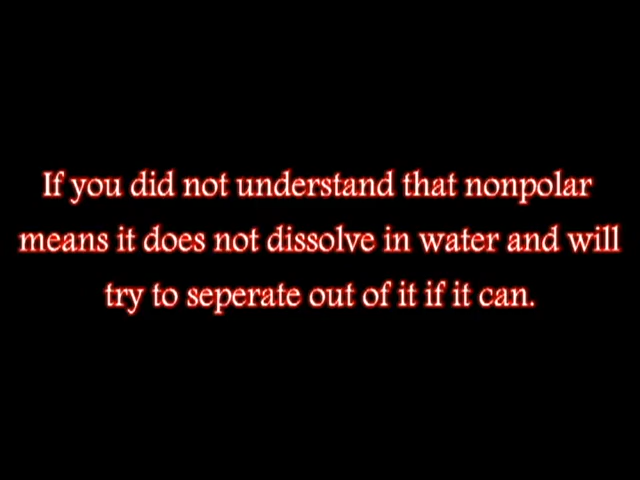 If you did not understand that nonpolar
means it does not dissolve in water and will
try to seperate out of it if it can.